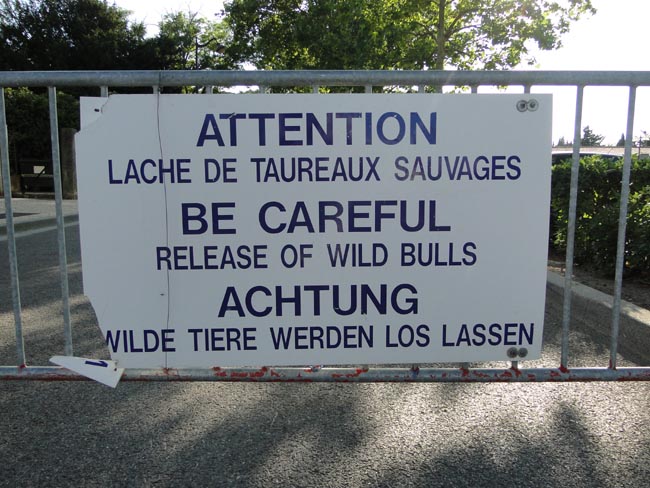 ATTENTION
LACHE DE TAUREAUX SAUVAGES
BE CAREFUL
RELEASE OF WILD BULLS
ACHTUNG
WILDE TIERE WERDEN LOS LASSEN